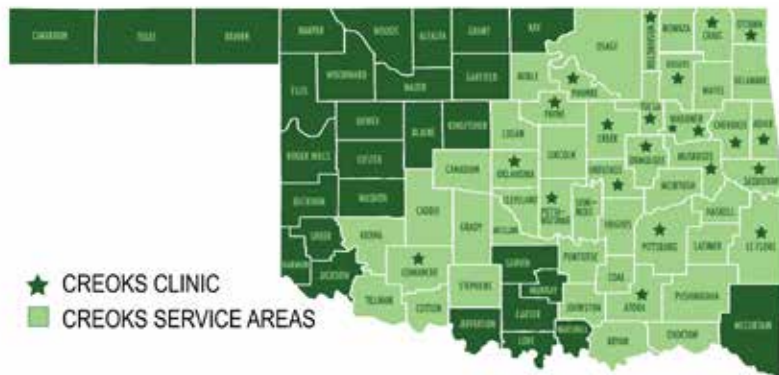 CIMARRON
TEXAS
BEAVER
HARPER
WOODS
ALFALFA
GRANT
KAY
OSAGE
WASHINGTON
NOWATA
CRAIG
OTTAWA
ELLIS
WOODWARD
MAJOR
GARFIELD
NOBLE
PAWNEE
ROGERS
MAYES
DELAWARE
DEWEY
BLAINE
KINGFISHER
LOGAN
PAYNE
CREEK
TULSA
WAGONER
CHEROKEE
ADAIR
ROGER MILLS
CUSTER
CANADIAN
OKLAHOMA
LINCOLN
OKMULGEE
MUSKOGEE
SEQUOYAH
BECKHAM
WASHITA
CADDO
GRADY
CLEVELAND
POTTA-
WATOMIE
SEMI-
NOLE
HUGHES
MCINTOSH
HASKELL
GREER
KIOWA
MCCLAIN
PITTSBURG
LATIMER
LE FLORE
HARMON
JACKSON
COMANCHE
STEPHENS
GARVIN
PONTOTOC
COAL
TILLMAN
COTTON
MURRAY
JOHNSTON
ATOKA
PUSHMATAHA
JEFFERSON
CARTER
LOVE
MARSHALL
BRYAN
CHOCTAW
MCCURTAIN
CREOKS CLINIC
CREOKS SERVICE AREAS